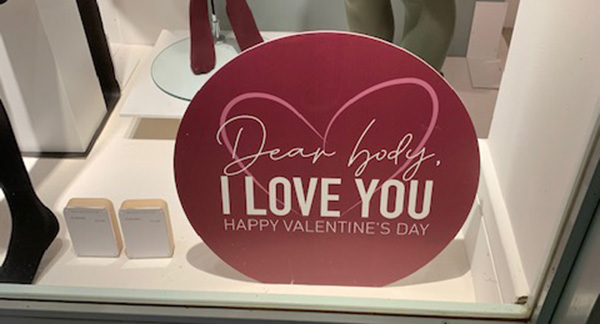 Dear body,
I LOVE YOU
HAPPY VALENTINE'S DAY